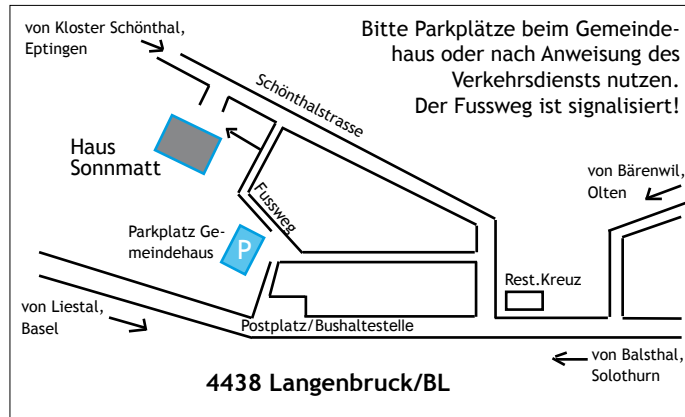 von Kloster Schönthal,
Eptingen
Bitte Parkplätze beim Gemeinde-
haus oder nach Anweisung des
Verkehrsdiensts nutzen.
Der Fussweg ist signalisiert!
Schönthalstrasse
Haus
Sonnmatt
von Bärenwil,
Olten
Fussweg
Parkplatz Ge-
meindehaus
P
Rest.Kreuz
von Liestal,
Basel
Postplatz/Bushaltestelle
von Balsthal,
Solothurn
4438 Langenbruck/BL